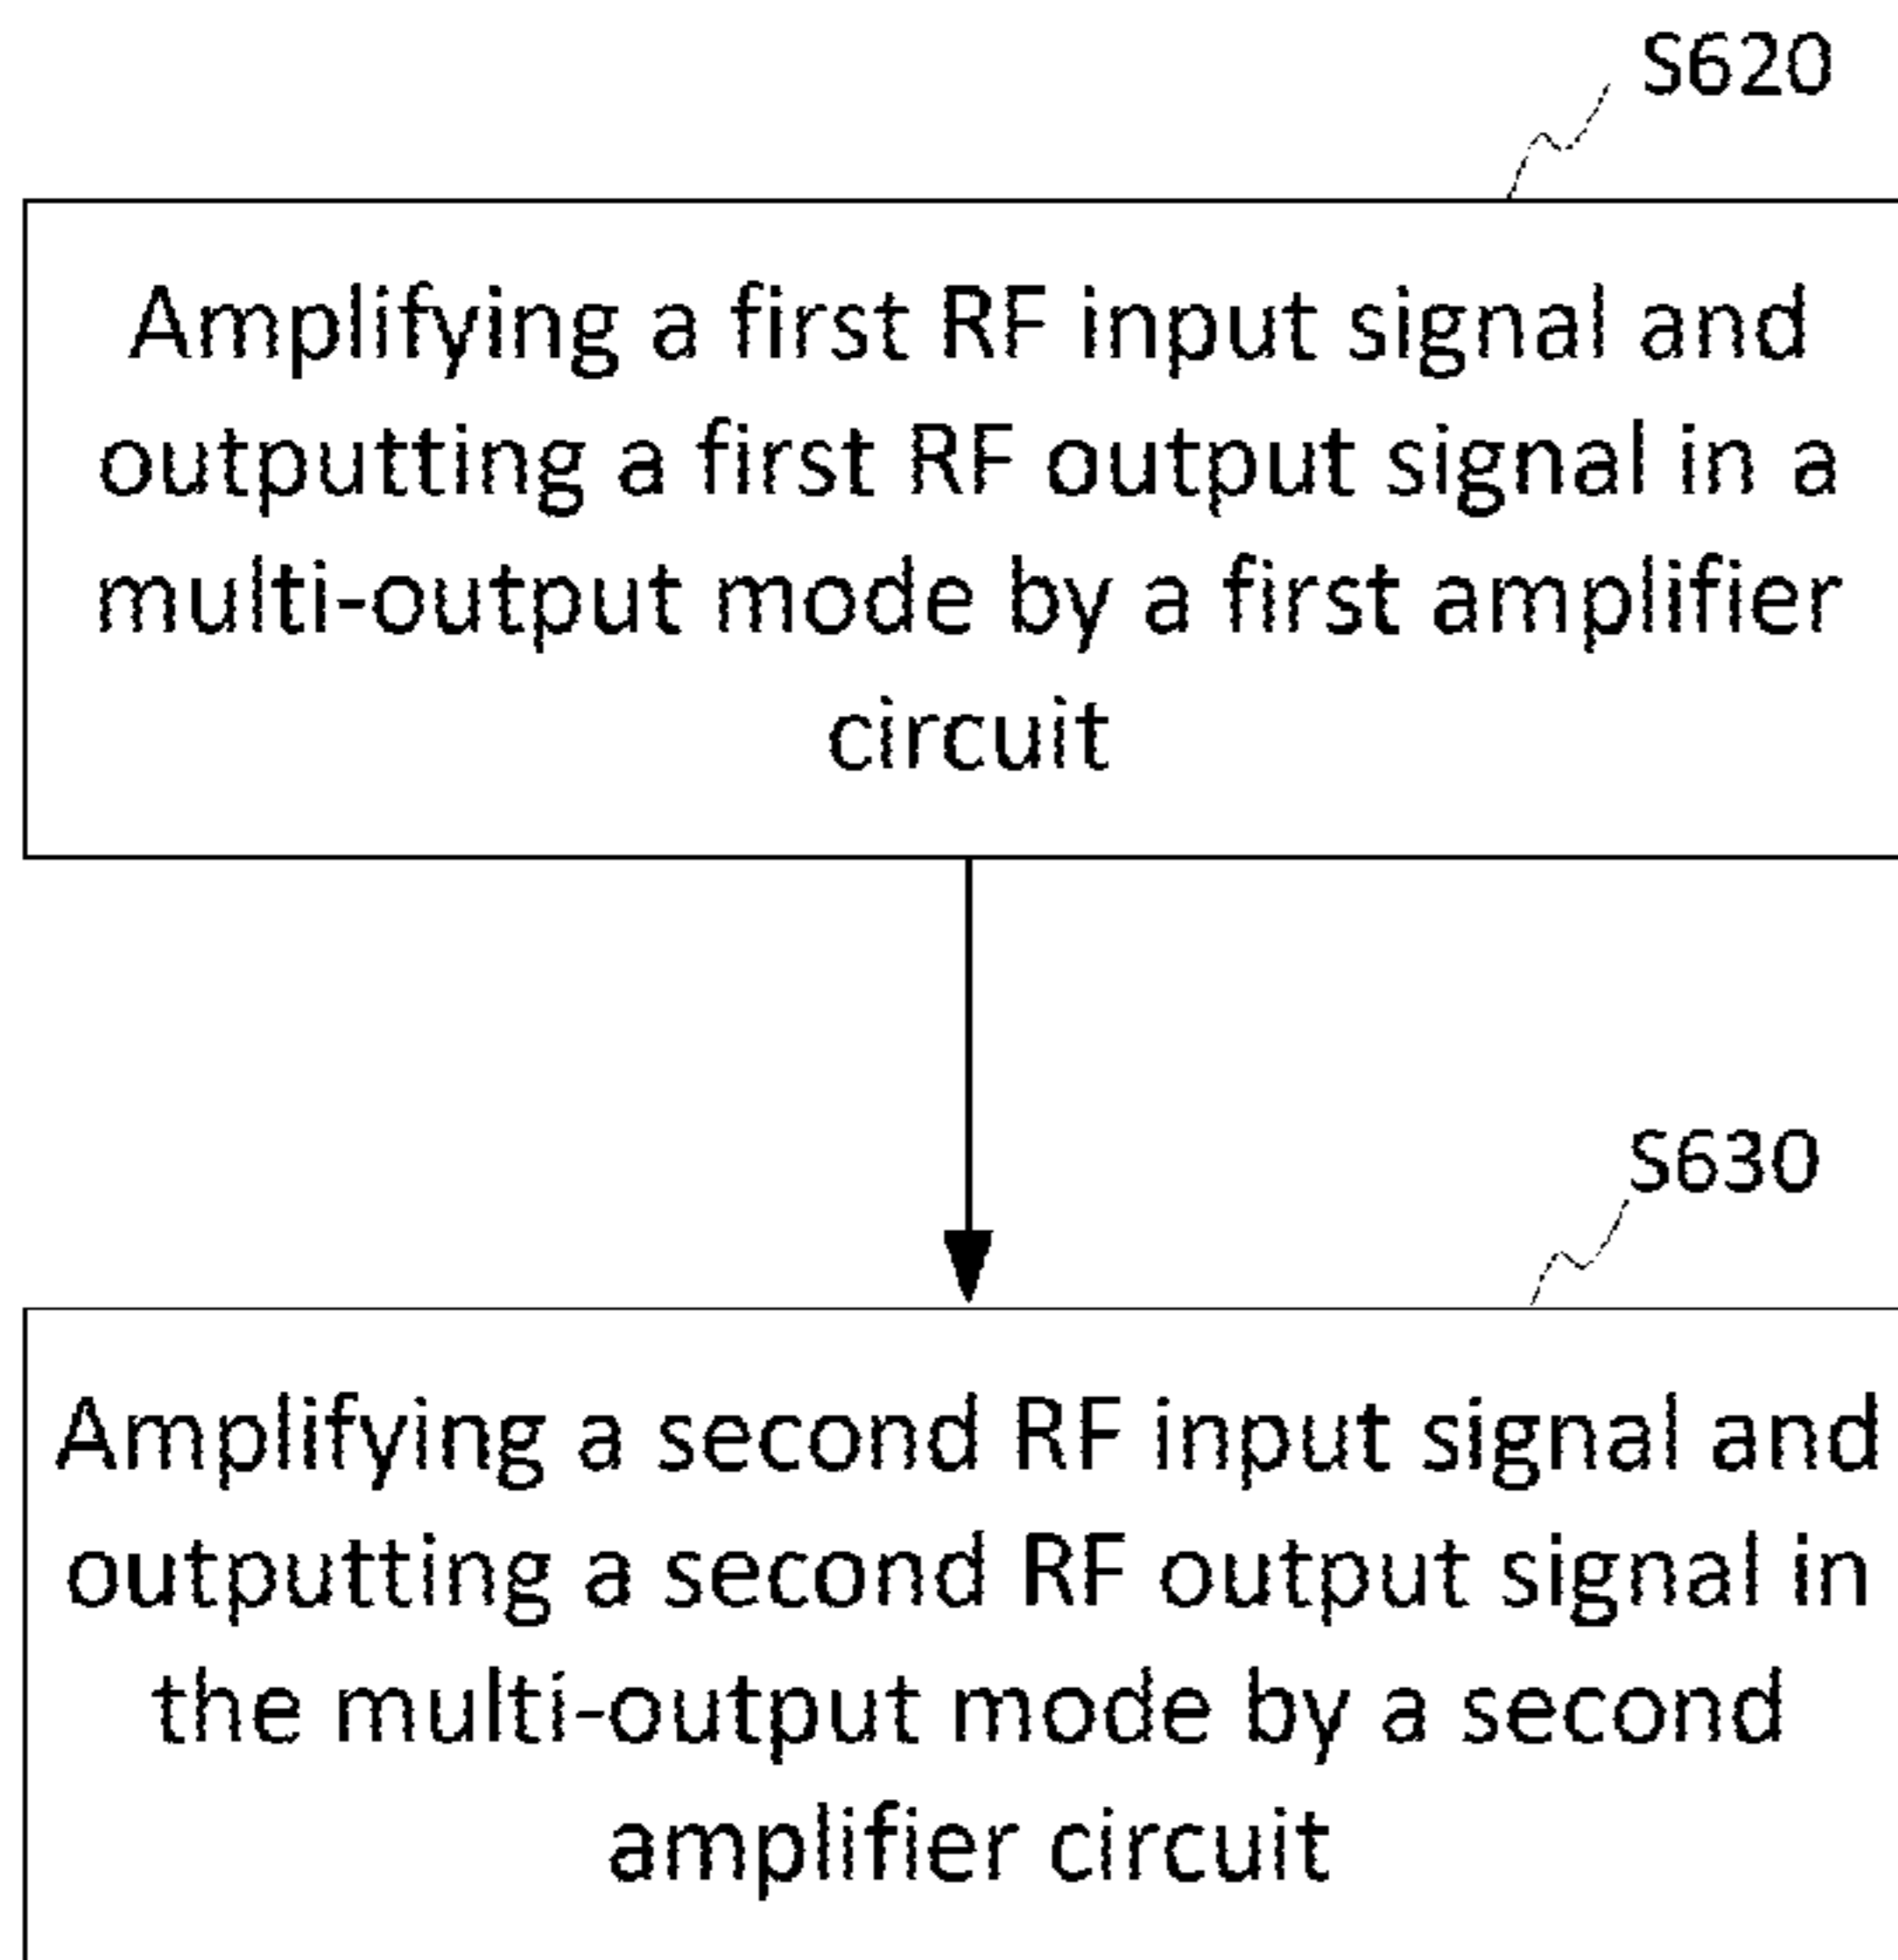 S620
Amplifying a first RF input signal and
outputting a first RF output signal in a
multi-output mode by a first amplifier
circuit
S630
Amplifying a second RF input signal and
outputting a second RF output signal in
the multi-output mode by a second
amplifier circuit